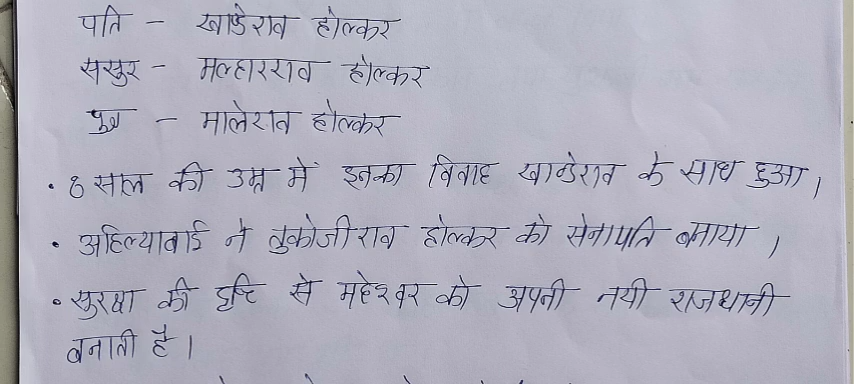 पति - खाण्डेराव होल्कर
ससुर - मल्हारराव होल्कर
पुत्र - मालेराव होल्कर
• 8 साल की उम्र में इनका विवाह खाण्डेराव के साथ हुआ,
• अहिल्याबाई ने तुकोजीराव होल्कर को सेनापति बनाया,
• सुरक्षा की दृष्टि से महेश्वर को अपनी नयी राजधानी
बनाती है।